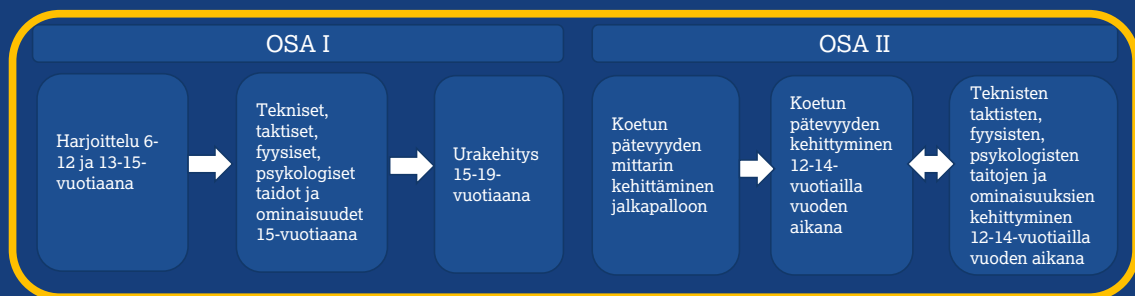 OSA I
Harjoittelu 6-
12 ja 13-15-
vuotiaana
Tekniset,
taktiset,
fyysiset,
psykologiset
taidot ja
ominaisuudet
15-vuotiaana
Urakehitys
15-19-
vuotiaana
OSA II
Koetun
pätevyyden
mittarin
kehittäminen
jalkapalloon
Koetun
pätevyyden
kehittyminen
12-14-
vuotiailla
vuoden
aikana
Teknisten
taktisten,
fyysisten,
psykologisten
taitojen ja
ominaisuuksien
kehittyminen
12-14-vuotiailla
vuoden aikana